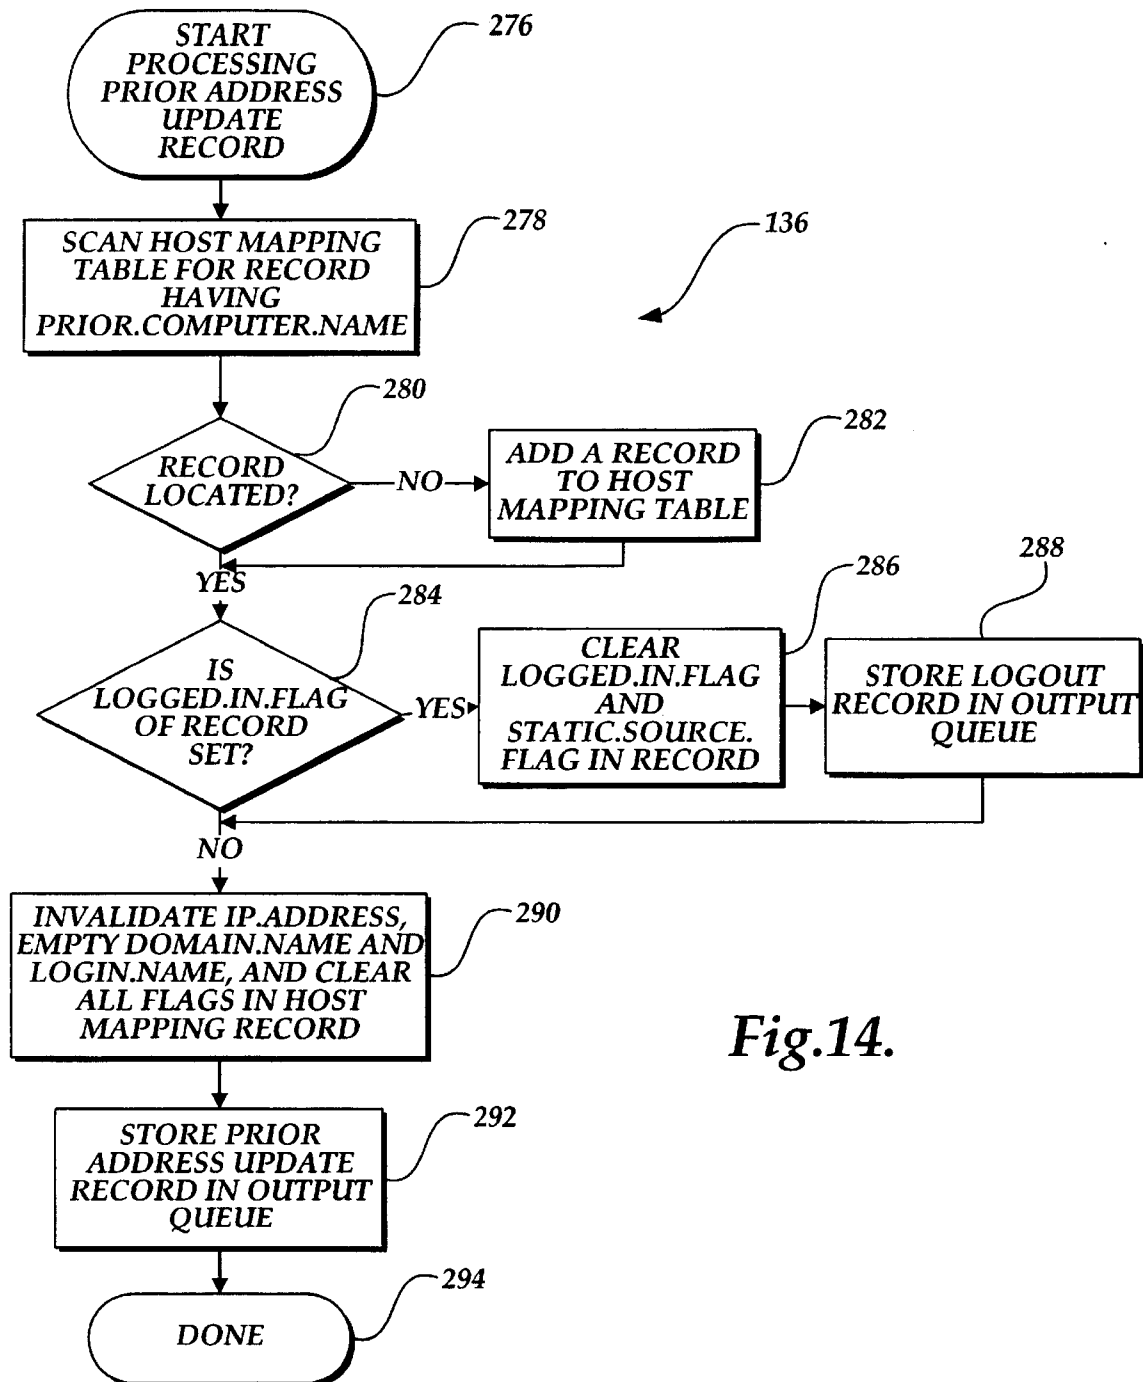 START
PROCESSING
PRIOR ADDRESS
UPDATE
RECORD
276
SCAN HOST MAPPING
TABLE FOR RECORD
HAVING
PRIOR.COMPUTER.NAME
278
136
RECORD
LOCATED?
280
NO
ADD A RECORD
TO HOST
MAPPING TABLE
282
YES
IS
LOGGED.IN.FLAG
OF RECORD
SET?
284
YES
CLEAR
LOGGED.IN.FLAG
AND
STATIC.SOURCE.
FLAG IN RECORD
286
STORE LOGOUT
RECORD IN OUTPUT
QUEUE
288
NO
INVALIDATE IP.ADDRESS,
EMPTY DOMAIN.NAME AND
LOGIN.NAME, AND CLEAR
ALL FLAGS IN HOST
MAPPING RECORD
290
Fig.14.
STORE PRIOR
ADDRESS UPDATE
RECORD IN OUTPUT
QUEUE
292
DONE
294